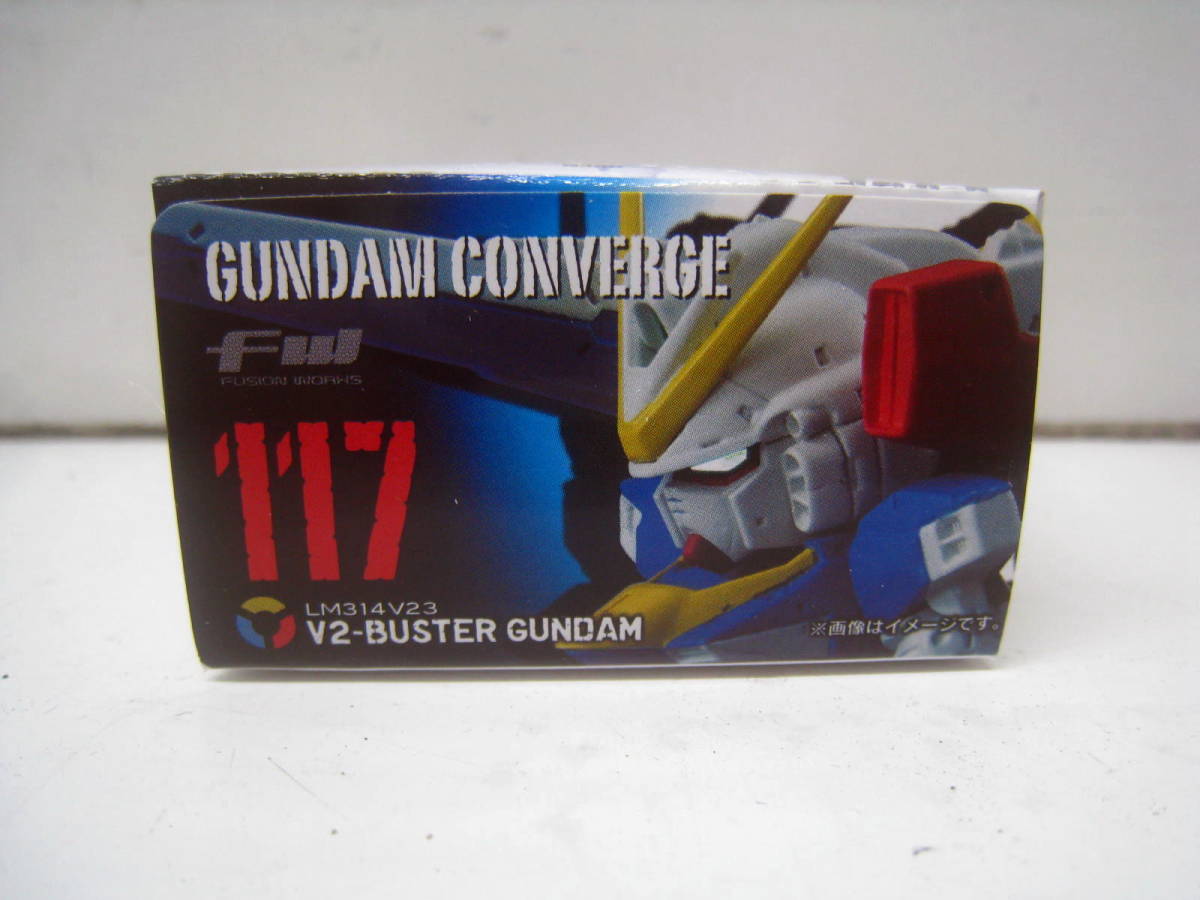 GUNDAM CONVERGE
FW
FUSION WORKS
117
LM314V23
V2-BUSTER GUNDAM
※画像はイメージです。